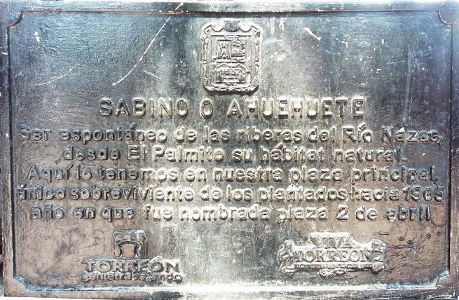 SABINO O AHUEHUETE
Ser espontáneo de las riberas del Río Nazas,
desde El Palmito su hábitat natural.
Aquí lo tenemos en nuestra plaza principal,
único sobreviviente de los plantados hacia 1905
año en que fue nombrada plaza 2 de abril
TORREÓN
VIVA
TORREÓN